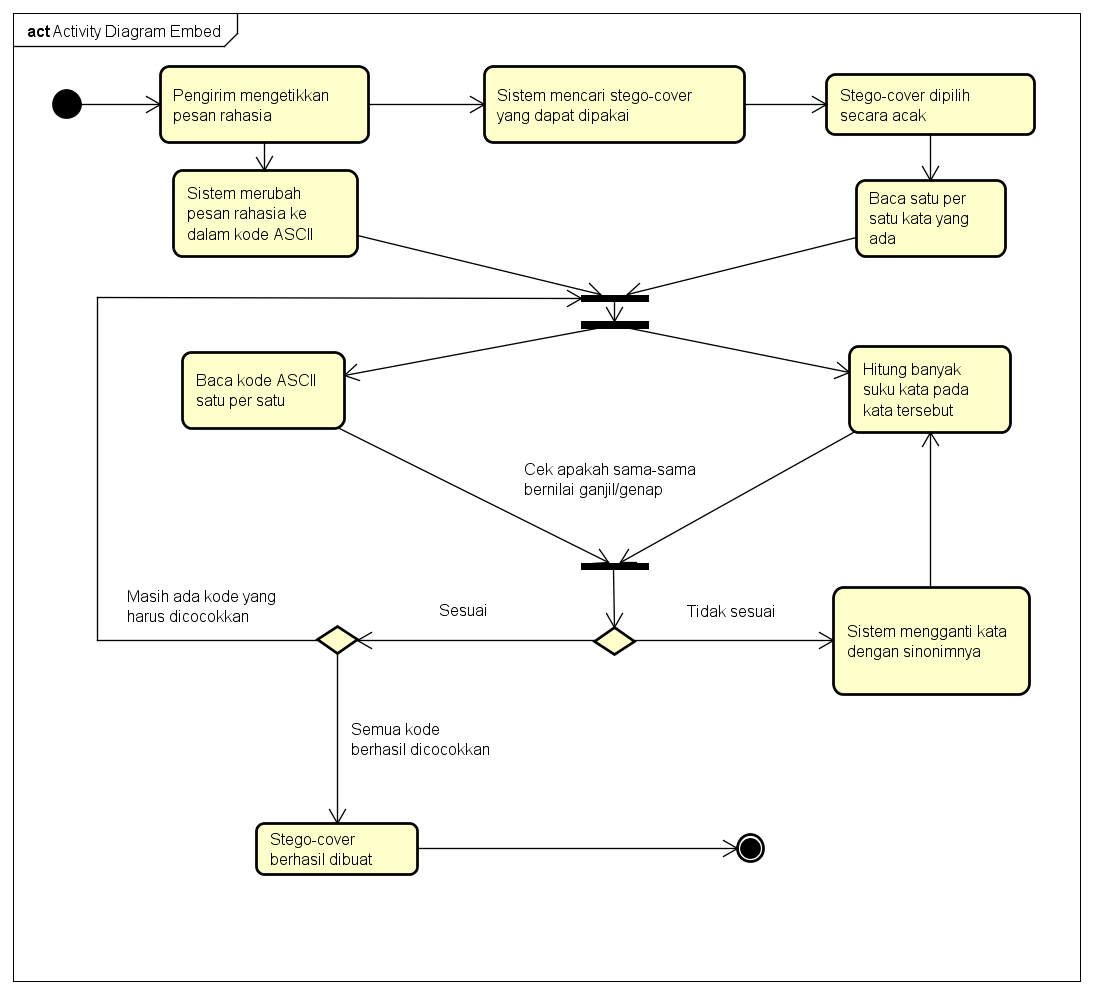 act Activity Diagram Embed
Pengirim mengetikkan
pesan rahasia
Sistem mencari stego-cover
yang dapat dipakai
Stego-cover dipilih
secara acak
Sistem merubah
pesan rahasia ke
dalam kode ASCII
Baca satu per
satu kata yang
ada
Baca kode ASCII
satu per satu
Hitung banyak
suku kata pada
kata tersebut
Cek apakah sama-sama
bernilai ganjil/genap
Masih ada kode yang
harus dicocokkan
Sesuai
Tidak sesuai
Sistem mengganti kata
dengan sinonimnya
Semua kode
berhasil dicocokkan
Stego-cover
berhasil dibuat